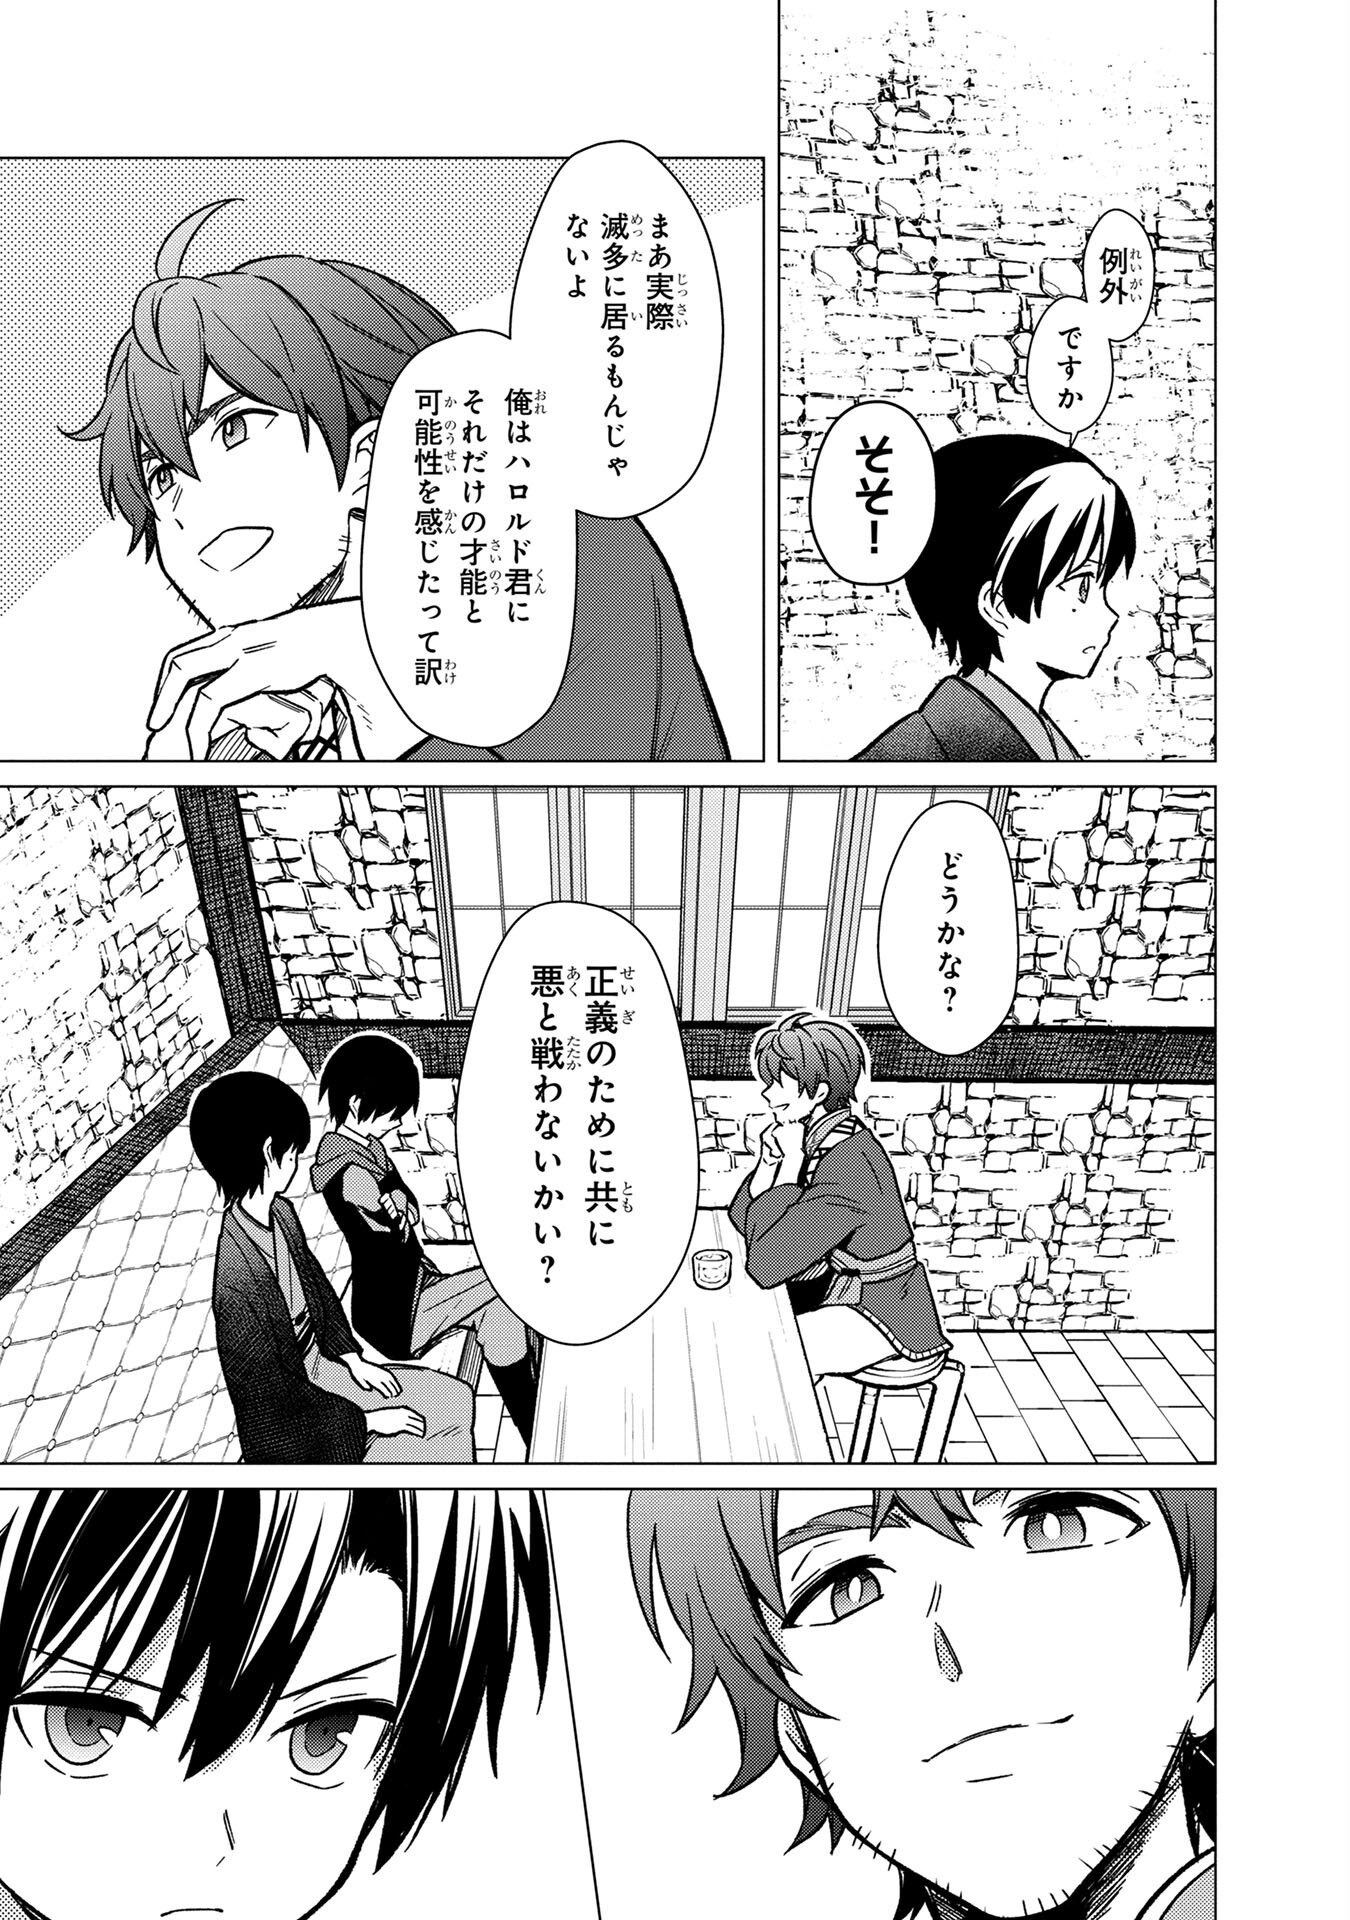 例外
ですか
そそ！
まあ実際
滅多に居るもんじゃ
ないよ
俺はハロルド君に
それだけの才能と
可能性を感じたって訳
どうかな？
正義のために共に
悪と戦わないかい？